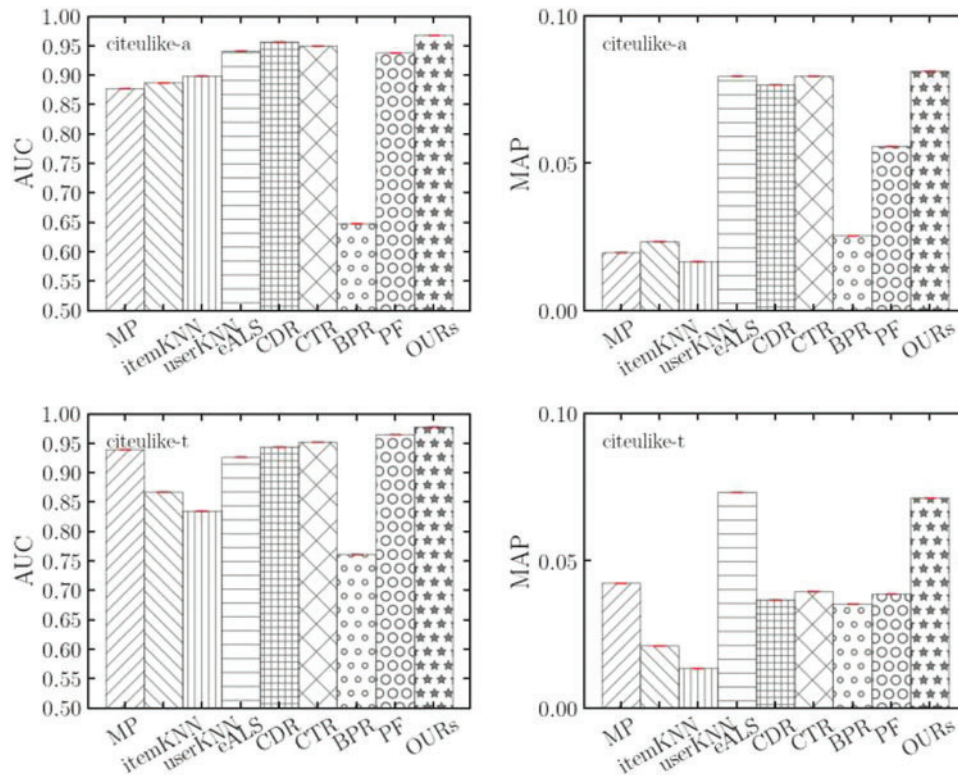 citeulike-a
AUC
1.00
0.95
0.90
0.85
0.80
0.75
0.70
0.65
0.60
0.55
0.50
MP
itemKNN
userKNN
eALS
CDR
CTR
BPR
PF
OURs
citeulike-a
MAP
0.10
0.05
0.00
MP
itemKNN
userKNN
eALS
CDR
CTR
BPR
PF
OURs
citeulike-t
AUC
1.00
0.95
0.90
0.85
0.80
0.75
0.70
0.65
0.60
0.55
0.50
MP
itemKNN
userKNN
eALS
CDR
CTR
BPR
PF
OURs
citeulike-t
MAP
0.10
0.05
0.00
MP
itemKNN
userKNN
eALS
CDR
CTR
BPR
PF
OURs